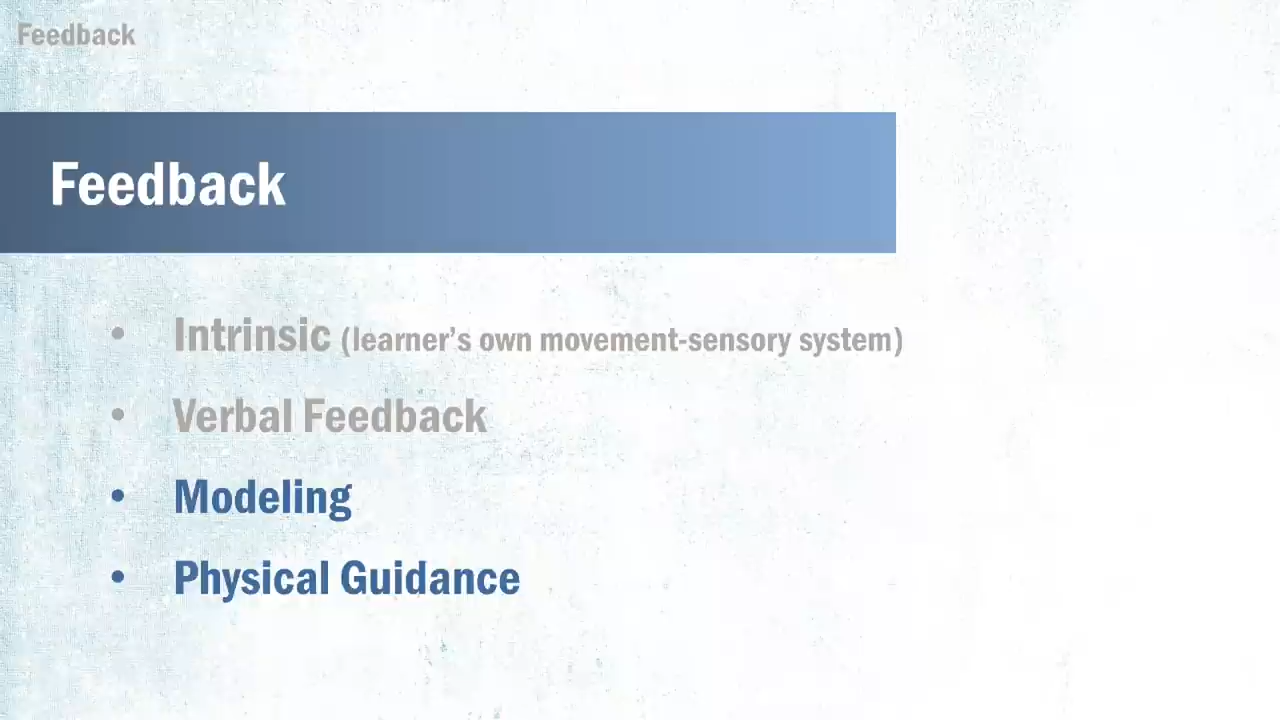 Feedback
Feedback
• Intrinsic (learner's own movement-sensory system)
• Verbal Feedback
• Modeling
• Physical Guidance